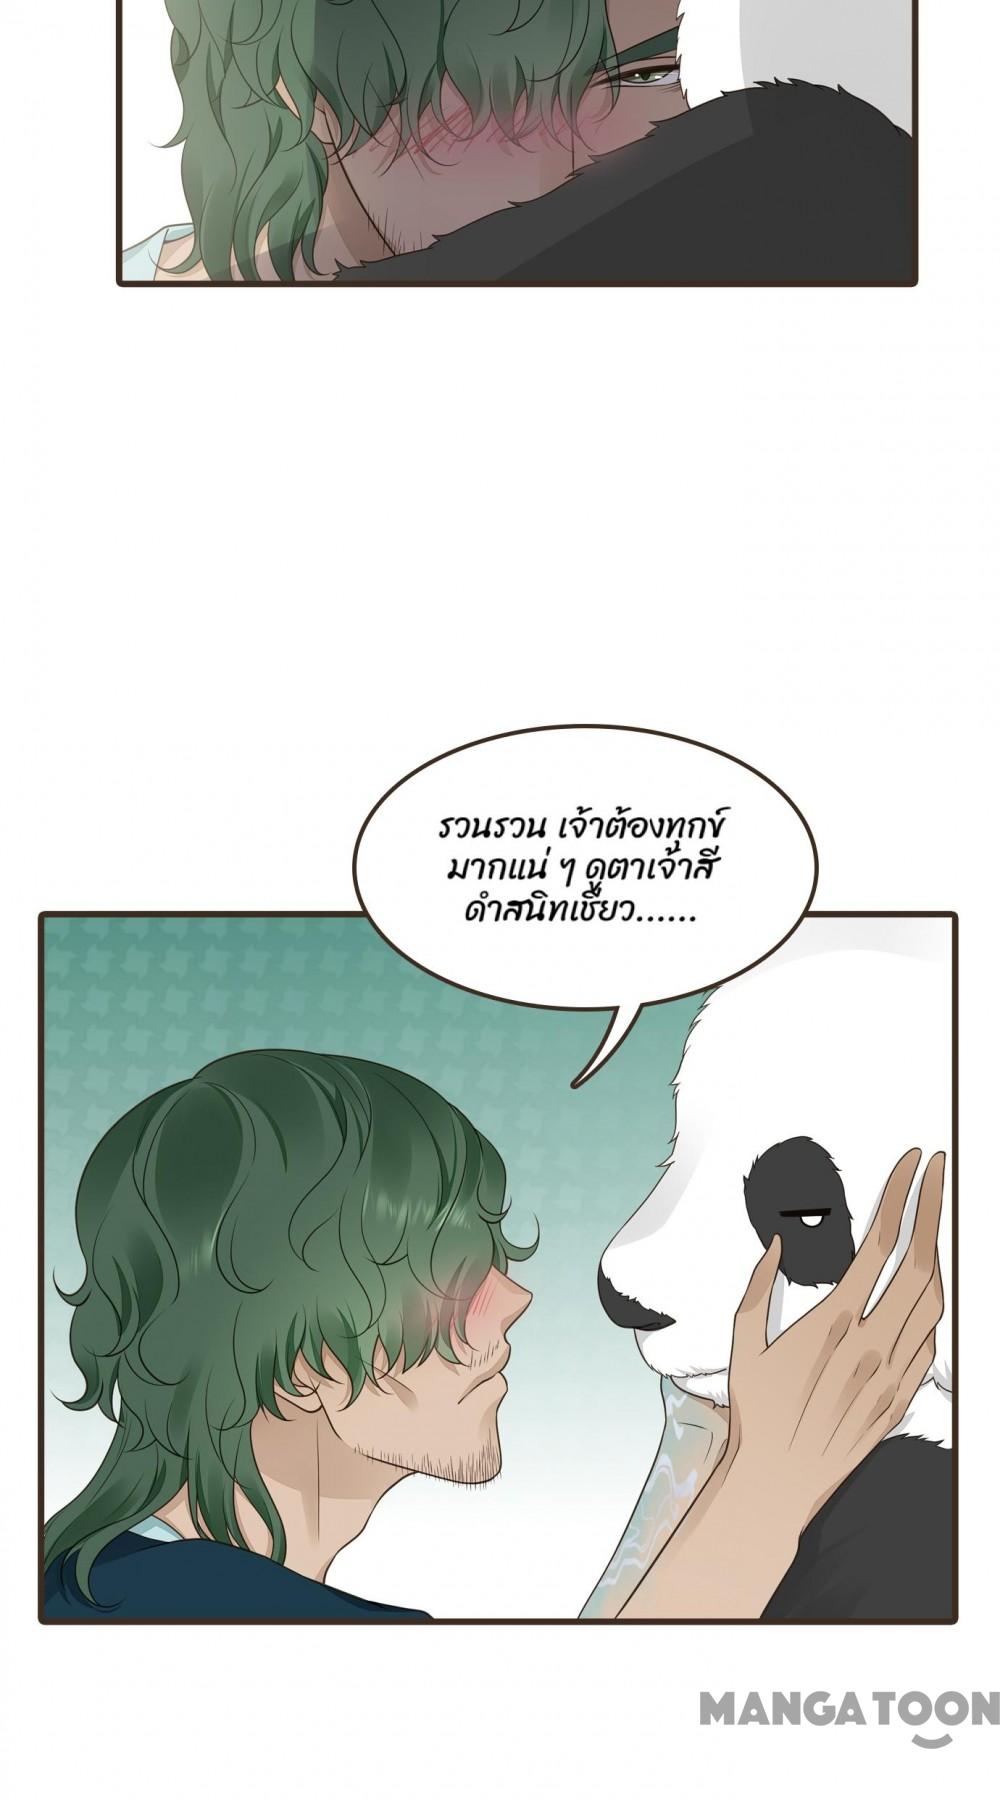 รวนรวน เจ้าต้องทุกข์
มากแน่ ๆ ดูตาเจ้าสี
ดำสนิทเชียว......
MANGATOON